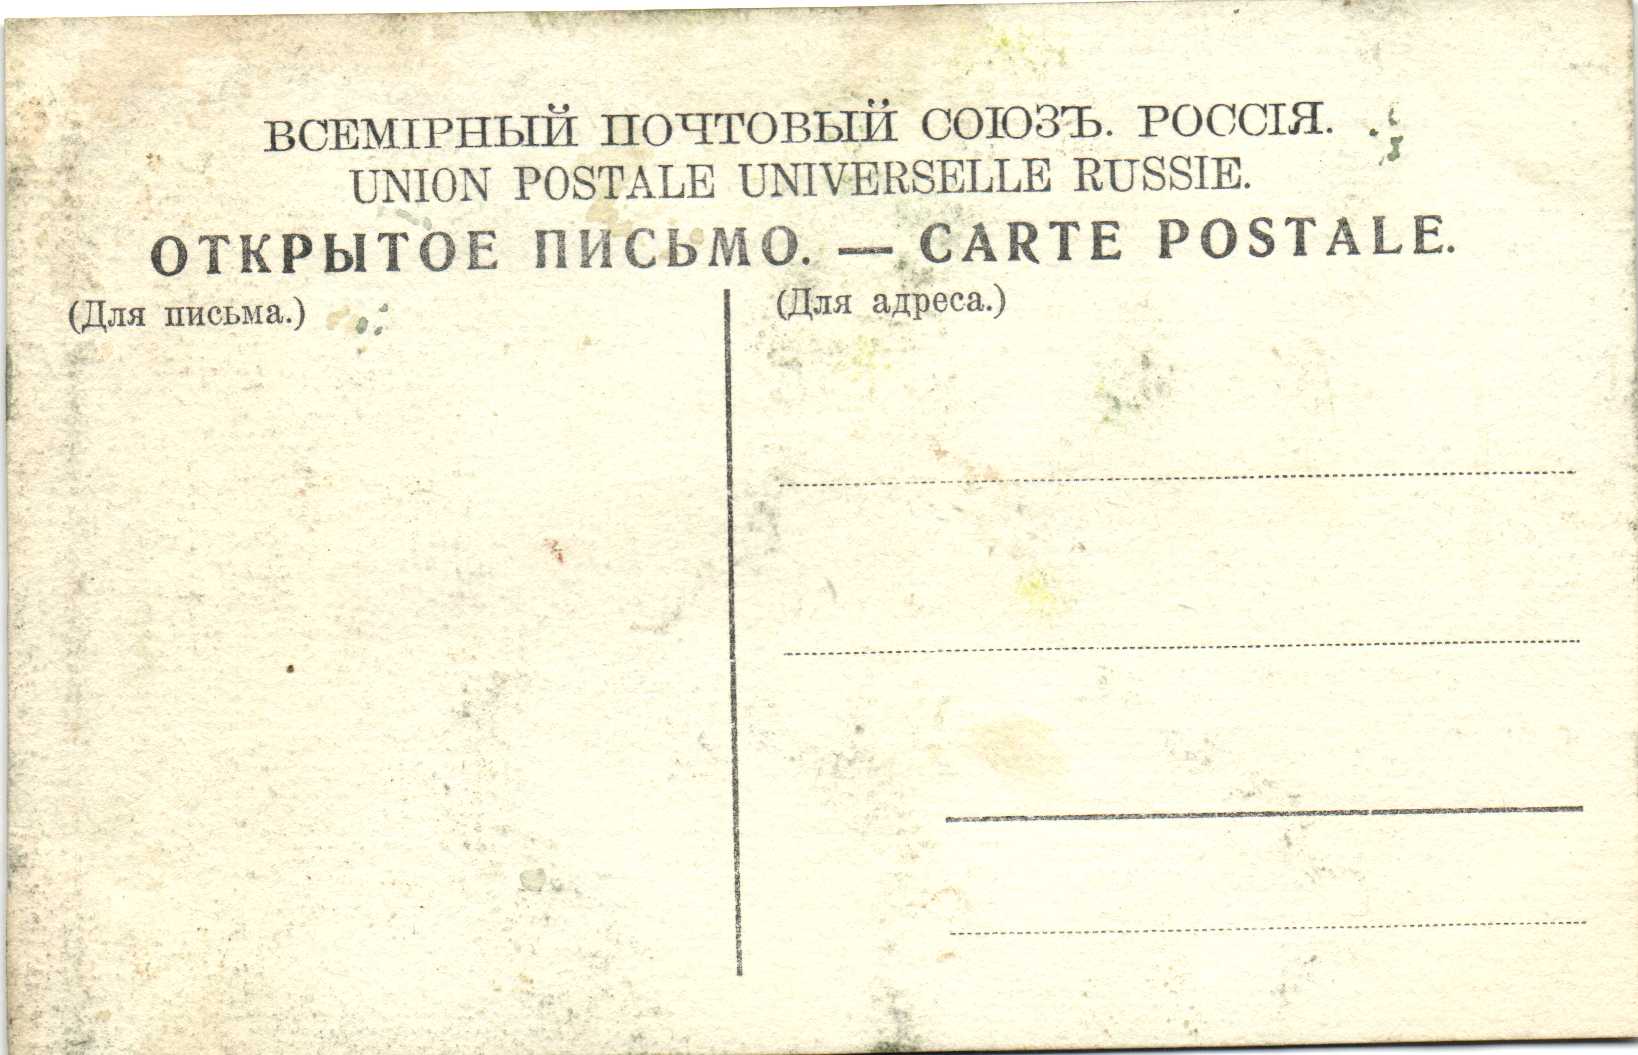 ВСЕМІРНЫЙ ПОЧТОВЫЙ СОЮЗЪ. РОССІЯ.
UNION POSTALE UNIVERSELLE RUSSIE.
ОТКРЫТОЕ ПИСЬМО. — CARTE POSTALE.
(Для письма.)
(Для адреса.)